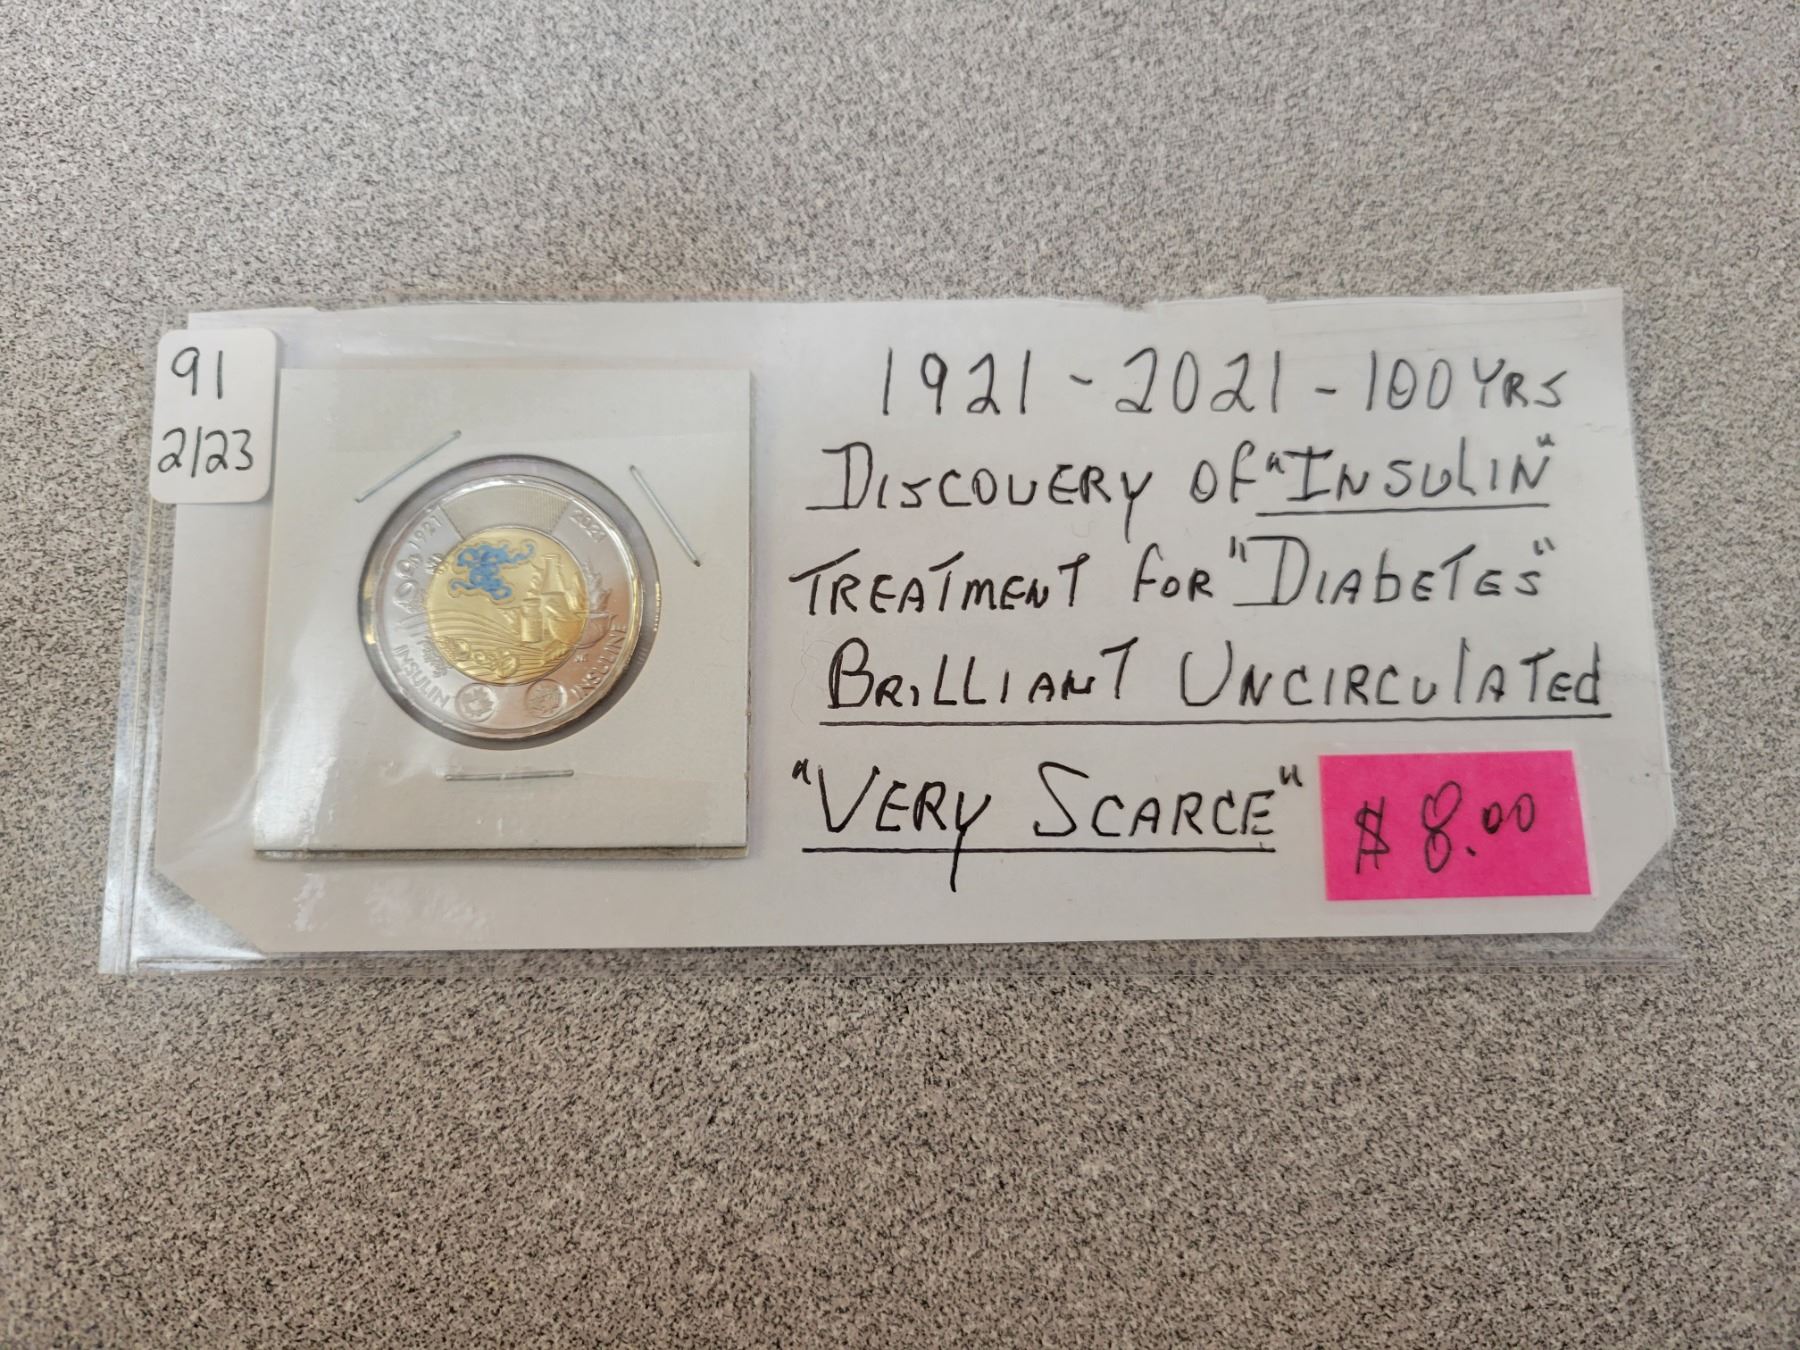 91
2/23
1921 - 2021 - 100 YRS
DISCOVERY OF "INSULIN"
TREATMENT FOR "DIABETES"
BRILLIANT UNCIRCULATED
"VERY SCARCE"
$8.00
1921
2021
100
INSULIN
INSULINE